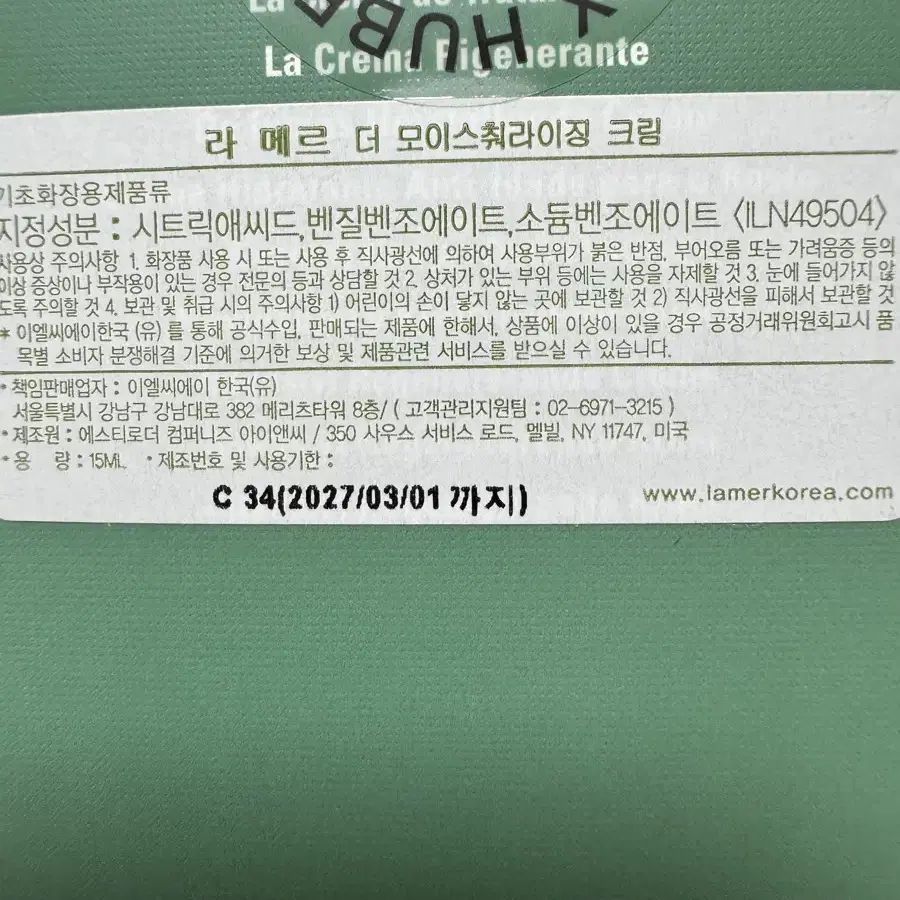 La Crema Rigenerante
HUB
라 메르 더 모이스춰라이징 크림
기초화장용제품류
지정성분 : 시트릭애씨드,벤질벤조에이트,소듐벤조에이트 〈ILN49504〉
사용상 주의사항 1. 화장품 사용 시 또는 사용 후 직사광선에 의하여 사용부위가 붉은 반점, 부어오름 또는 가려움증 등의
이상 증상이나 부작용이 있는 경우 전문의 등과 상담할 것 2. 상처가 있는 부위 등에는 사용을 자제할 것 3. 눈에 들어가지 않
도록 주의할 것 4. 보관 및 취급 시의 주의사항 1) 어린이의 손이 닿지 않는 곳에 보관할 것 2) 직사광선을 피해서 보관할 것
* 이엘씨에이한국 (유) 를 통해 공식수입, 판매되는 제품에 한해서, 상품에 이상이 있을 경우 공정거래위원회고시 품
목별 소비자 분쟁해결 기준에 의거한 보상 및 제품관련 서비스를 받으실 수 있습니다.
• 책임판매업자 : 이엘씨에이 한국(유)
서울특별시 강남구 강남대로 382 메리츠타워 8층/ ( 고객관리지원팀 : 02-6971-3215 )
• 제조원 : 에스티로더 컴퍼니즈 아이앤씨 / 350 사우스 서비스 로드, 멜빌, NY 11747, 미국
• 용 량 : 15ML • 제조번호 및 사용기한 :
C 34(2027/03/01 까지)
www.lamerkorea.com